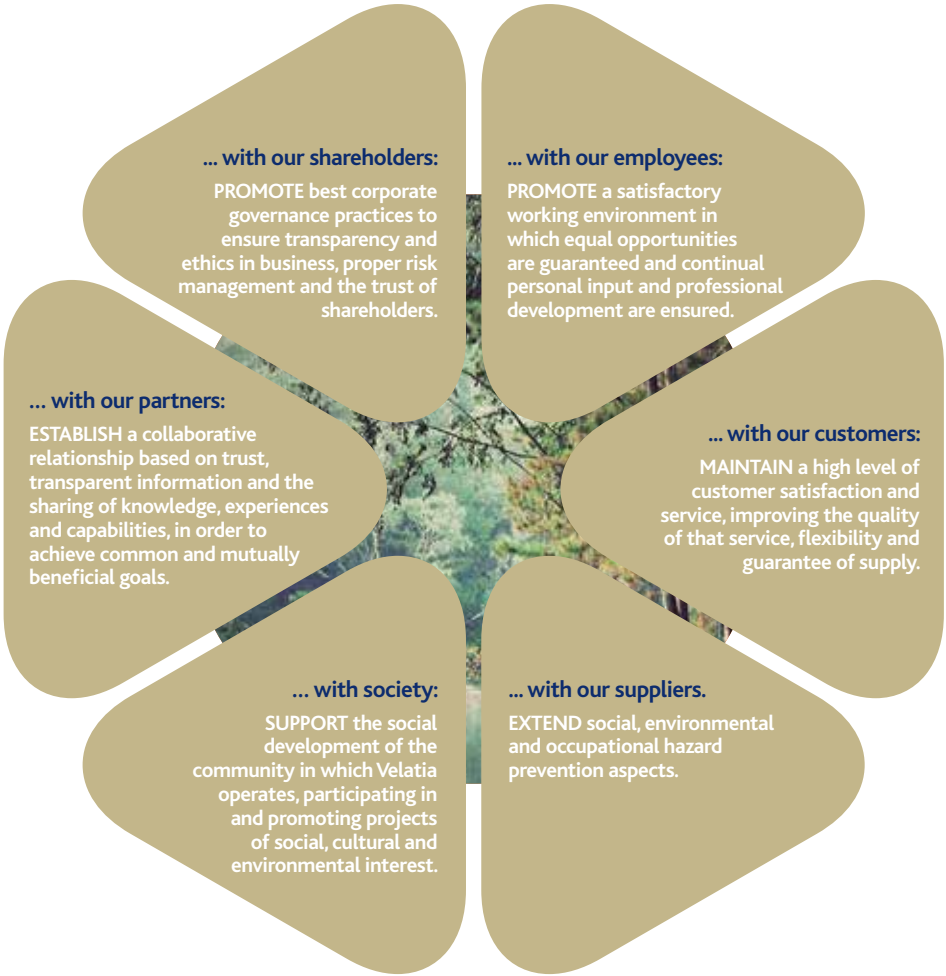 ... with our shareholders:
PROMOTE best corporate
governance practices to
ensure transparency and
ethics in business, proper risk
management and the trust of
shareholders.
... with our employees:
PROMOTE a satisfactory
working environment in
which equal opportunities
are guaranteed and continual
personal input and professional
development are ensured.
... with our partners:
ESTABLISH a collaborative
relationship based on trust,
transparent information and the
sharing of knowledge, experiences
and capabilities, in order to
achieve common and mutually
beneficial goals.
... with our customers:
MAINTAIN a high level of
customer satisfaction and
service, improving the quality
of that service, flexibility and
guarantee of supply.
... with society:
SUPPORT the social
development of the
community in which Velatia
operates, participating in
and promoting projects
of social, cultural and
environmental interest.
... with our suppliers.
EXTEND social, environmental
and occupational hazard
prevention aspects.